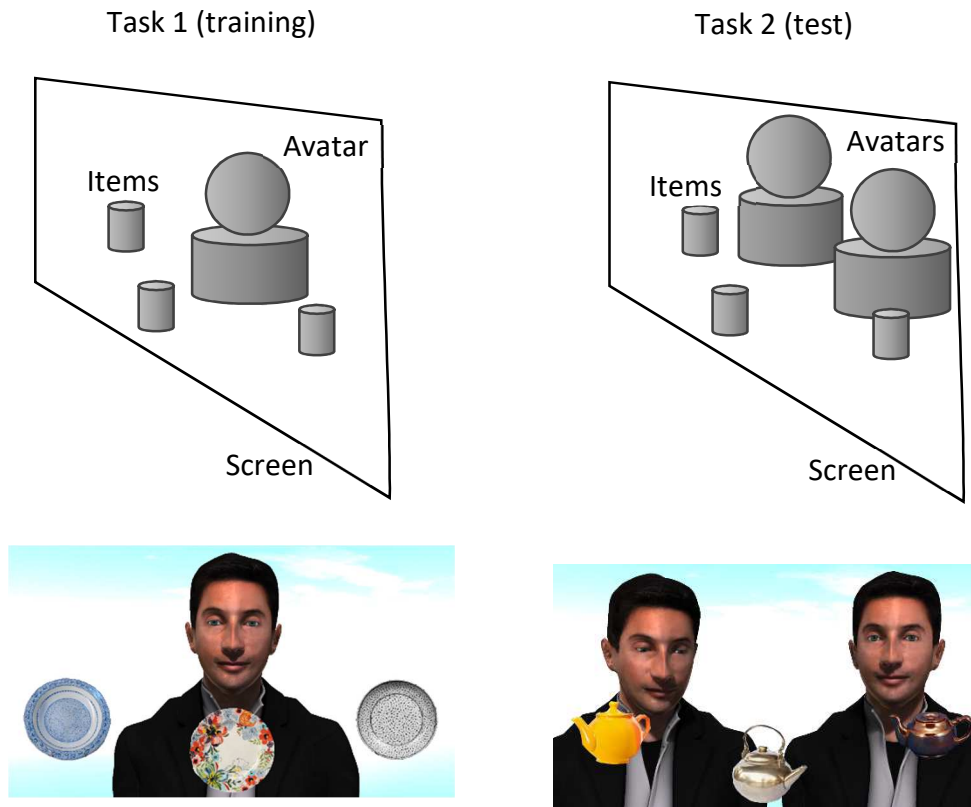 Task 1 (training)
Avatar
Items
Screen
Task 2 (test)
Avatars
Items
Screen